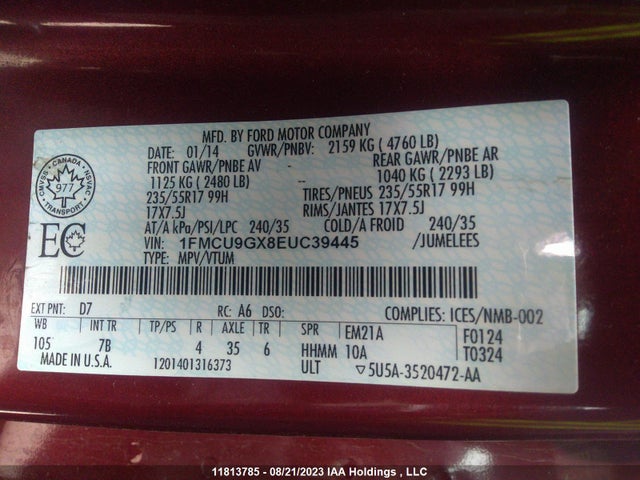 MFD. BY FORD MOTOR COMPANY
DATE: 01/14 GVWR/PNBV: 2159 KG ( 4760 LB)
FRONT GAWR/PNBE AV - REAR GAWR/PNBE AR
1125 KG ( 2480 LB) -- 1040 KG ( 2293 LB)
235/55R17 99H TIRES/PNEUS 235/55R17 99H
17X7.5J RIMS/JANTES 17X7.5J
AT/A kPa/PSI/LPC 240/35 COLD/A FROID 240/35
VIN: 1FMCU9GX8EUC39445 /JUMELEES
TYPE: MPV/VTUM
CANADA
CMVSS NSVAC
977
TRANSPORT
EC
EXT PNT: D7 RC: A6 DSO: COMPLIES: ICES/NMB-002
WB INT TR TP/PS R AXLE TR SPR EM21A F0124
105 7B 4 35 6 HHMM 10A T0324
MADE IN U.S.A. 1201401316373 ULT ▽5U5A-3520472-AA
11813785 - 08/21/2023 IAA Holdings , LLC